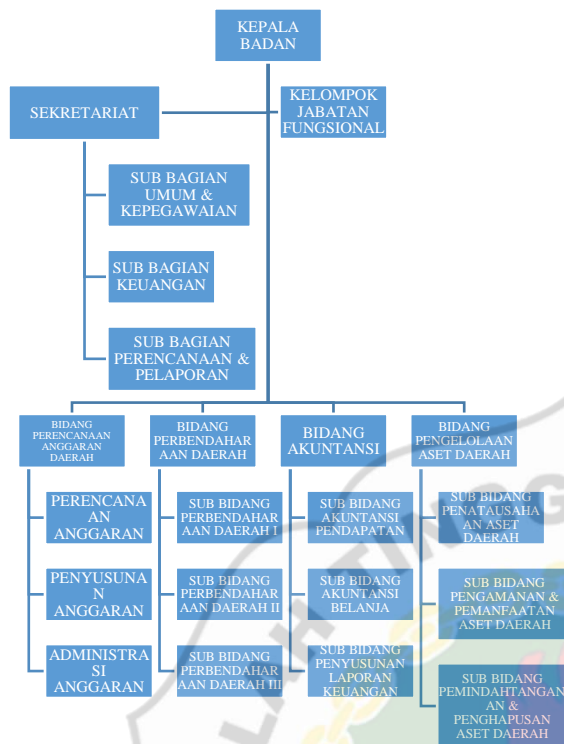 KEPALA
BADAN
SEKRETARIAT
KELOMPOK
JABATAN
FUNGSIONAL
SUB BAGIAN
UMUM &
KEPEGAWAIAN
SUB BAGIAN
KEUANGAN
SUB BAGIAN
PERENCANAAN &
PELAPORAN
BIDANG
PERENCANAAN
ANGGARAN
DAERAH
PERENCANA
AN
ANGGARAN
PENYUSUNA
N
ANGGARAN
ADMINISTRA
SI
ANGGARAN
BIDANG
PERBENDAHAR
AAN DAERAH
SUB BIDANG
PERBENDAHAR
AAN DAERAH I
SUB BIDANG
PERBENDAHAR
AAN DAERAH II
SUB BIDANG
PERBENDAHAR
AAN DAERAH III
BIDANG
AKUNTANSI
SUB BIDANG
AKUNTANSI
PENDAPATAN
SUB BIDANG
AKUNTANSI
BELANJA
SUB BIDANG
PENYUSUNAN
LAPORAN
KEUANGAN
BIDANG
PENGELOLAAN
ASET DAERAH
SUB BIDANG
PENATAUSAHA
AN ASET
DAERAH
SUB BIDANG
PENGAMANAN &
PEMANFAATAN
ASET DAERAH
SUB BIDANG
PEMINDAHTANGAN
AN &
PENGHAPUSAN
ASET DAERAH